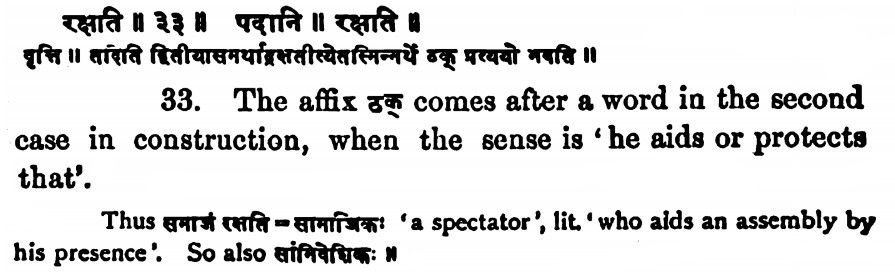 रक्षति ॥ ३३ ॥ पदानि ॥ रक्षति ॥
वृत्ति ॥ तदिति द्वितीयासमर्थाद्रक्षतीत्येतस्मिन्नर्थे ठक् प्रत्ययो भवति ॥
33. The affix ठक् comes after a word in the second
case in construction, when the sense is ‘ he aids or protects
that’.
Thus समाजं रक्षति = सामाजिकः ‘a spectator’, lit. ‘who aids an assembly by
his presence’. So also सांनिवेशिकः ॥